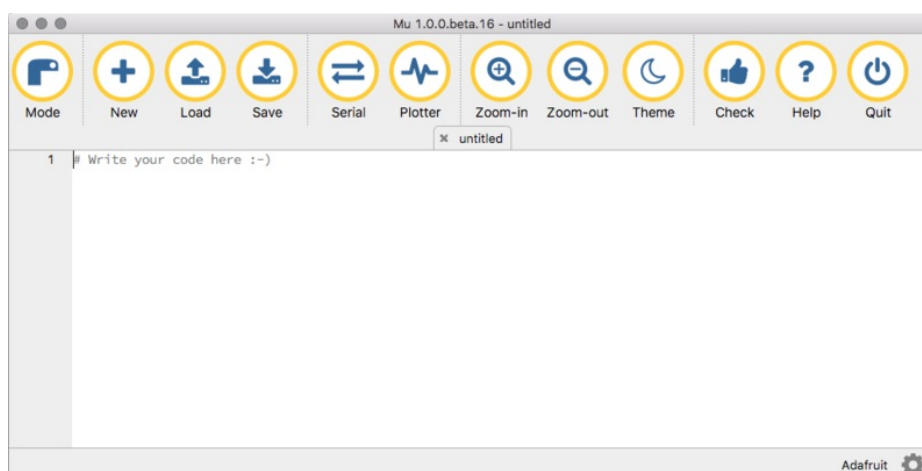 Mu 1.0.0.beta.16 - untitled
Mode New Load Save Serial Plotter Zoom-in Zoom-out Theme Check Help Quit
untitled
1 # Write your code here :-)
Adafruit